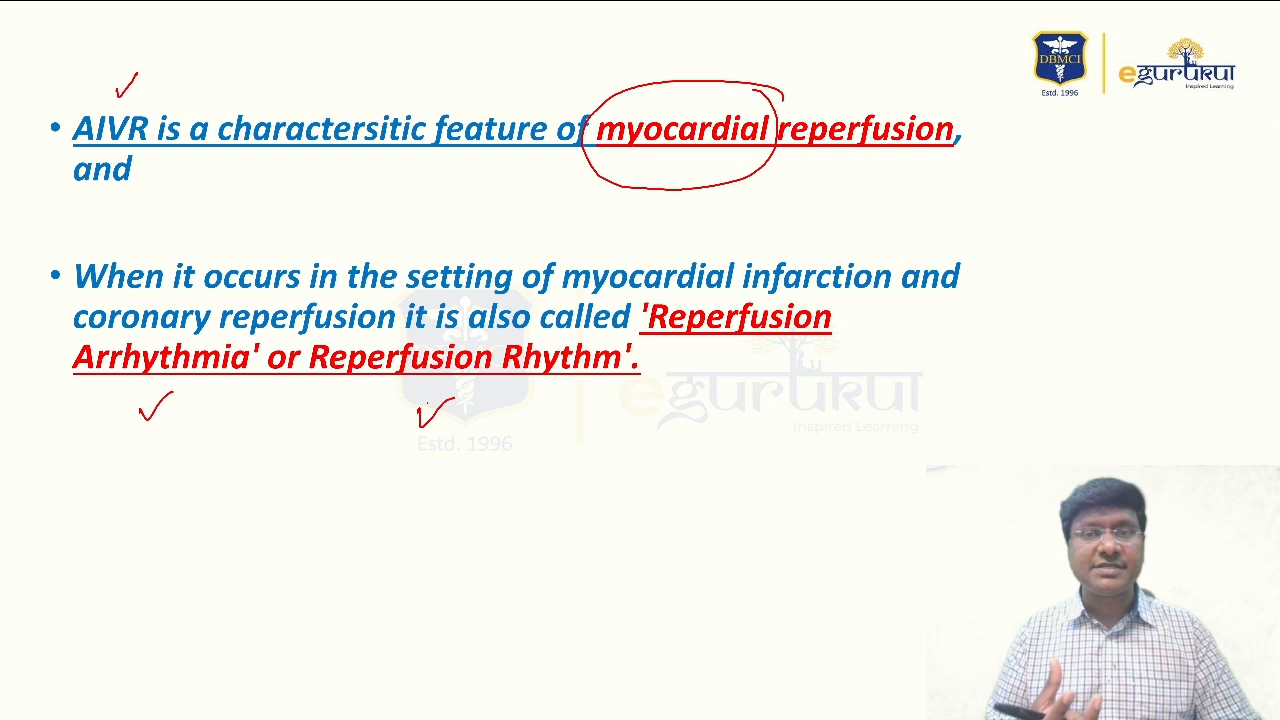 DBMCI
Estd. 1996
egurukul
Inspired Learning
• AIVR is a charactersitic feature of myocardial reperfusion,
and
• When it occurs in the setting of myocardial infarction and
coronary reperfusion it is also called 'Reperfusion
Arrhythmia' or Reperfusion Rhythm'.
egurukul
Estd. 1996
Inspired Learning